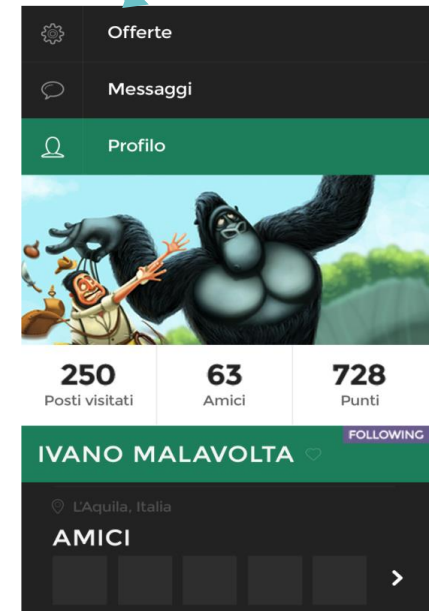 Offerte
Messaggi
Profilo
250 63 728
Posti visitati Amici Punti
FOLLOWING
IVANO MALAVOLTA
L'Aquila, Italia
AMICI